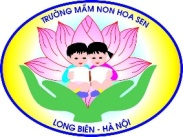 TRƯỜNG MẦM NON HOA SEN
LONG BIÊN - HÀ NỘI